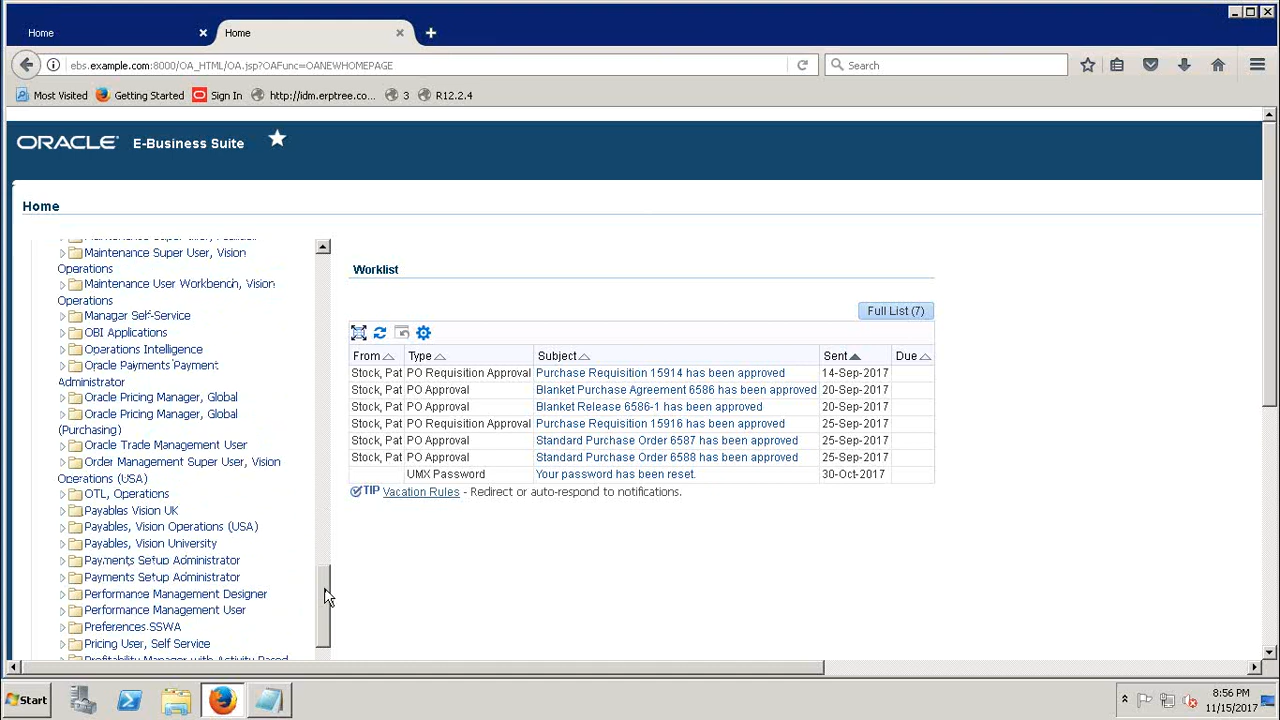 Home
Home
ebs.example.com:8000/OA_HTML/OA.jsp?OAFunc=OANEWHOMEPAGE
Search
Most Visited
Getting Started
Sign In
http://idm.erptree.co...
3
R12.2.4
ORACLE E-Business Suite
Home
Maintenance Super User, Vision
Operations
Maintenance User Workbench, Vision
Operations
Manager Self-Service
OBI Applications
Operations Intelligence
Oracle Payments Payment
Administrator
Oracle Pricing Manager, Global
Oracle Pricing Manager, Global
(Purchasing)
Oracle Trade Management User
Order Management Super User, Vision
Operations (USA)
OTL, Operations
Payables Vision UK
Payables, Vision Operations (USA)
Payables, Vision University
Payments Setup Administrator
Payments Setup Administrator
Performance Management Designer
Performance Management User
Preferences SSWA
Pricing User, Self Service
Profitability Manager with Activity Based
Worklist
Full List (7)
From Type Subject Sent Due
Stock, Pat PO Requisition Approval Purchase Requisition 15914 has been approved 14-Sep-2017
Stock, Pat PO Approval Blanket Purchase Agreement 6586 has been approved 20-Sep-2017
Stock, Pat PO Approval Blanket Release 6586-1 has been approved 20-Sep-2017
Stock, Pat PO Requisition Approval Purchase Requisition 15916 has been approved 25-Sep-2017
Stock, Pat PO Approval Standard Purchase Order 6587 has been approved 25-Sep-2017
Stock, Pat PO Approval Standard Purchase Order 6588 has been approved 25-Sep-2017
UMX Password Your password has been reset. 30-Oct-2017
TIP Vacation Rules - Redirect or auto-respond to notifications.
Start
8:56 PM
11/15/2017